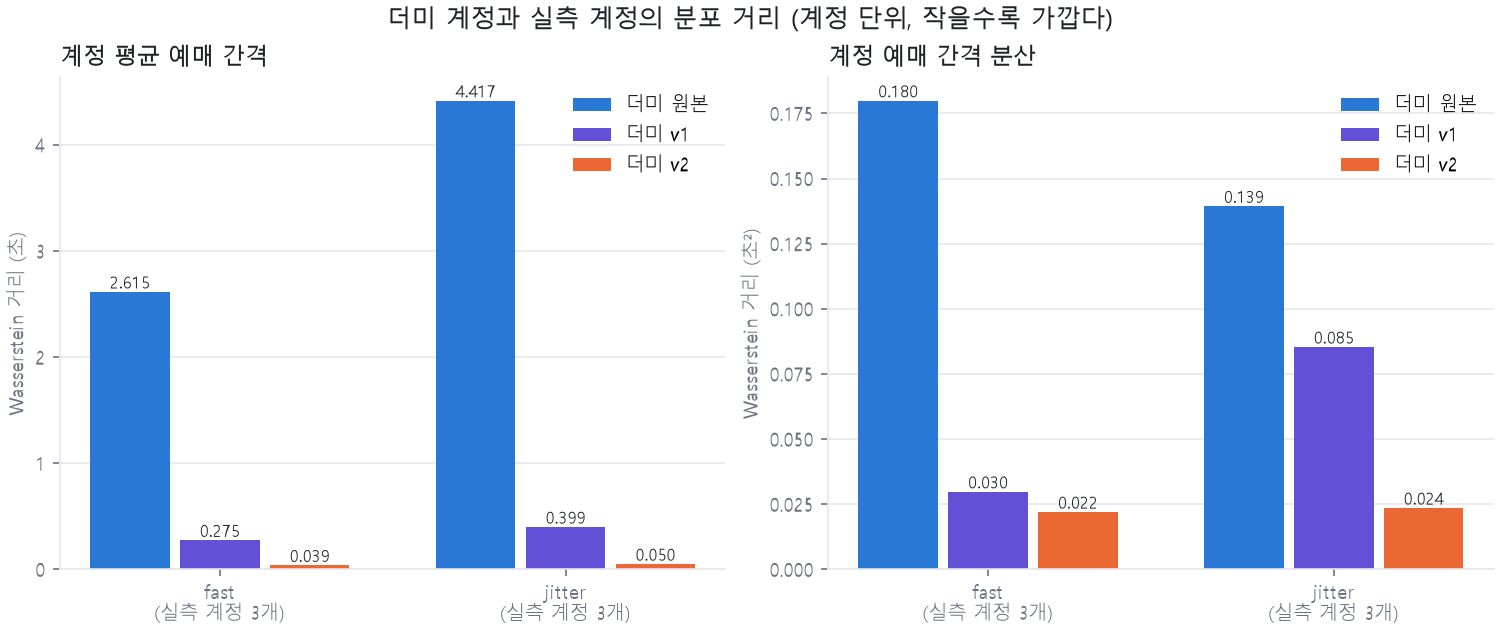 더미 계정과 실측 계정의 분포 거리 (계정 단위, 작을수록 가깝다)
계정 평균 예매 간격
Wasserstein 거리 (초)
4
3
2
1
0
2.615
0.275
0.039
4.417
0.399
0.050
더미 원본
더미 v1
더미 v2
fast
(실측 계정 3개)
jitter
(실측 계정 3개)
계정 예매 간격 분산
Wasserstein 거리 (초²)
0.175
0.150
0.125
0.100
0.075
0.050
0.025
0.000
0.180
0.030
0.022
0.139
0.085
0.024
더미 원본
더미 v1
더미 v2
fast
(실측 계정 3개)
jitter
(실측 계정 3개)